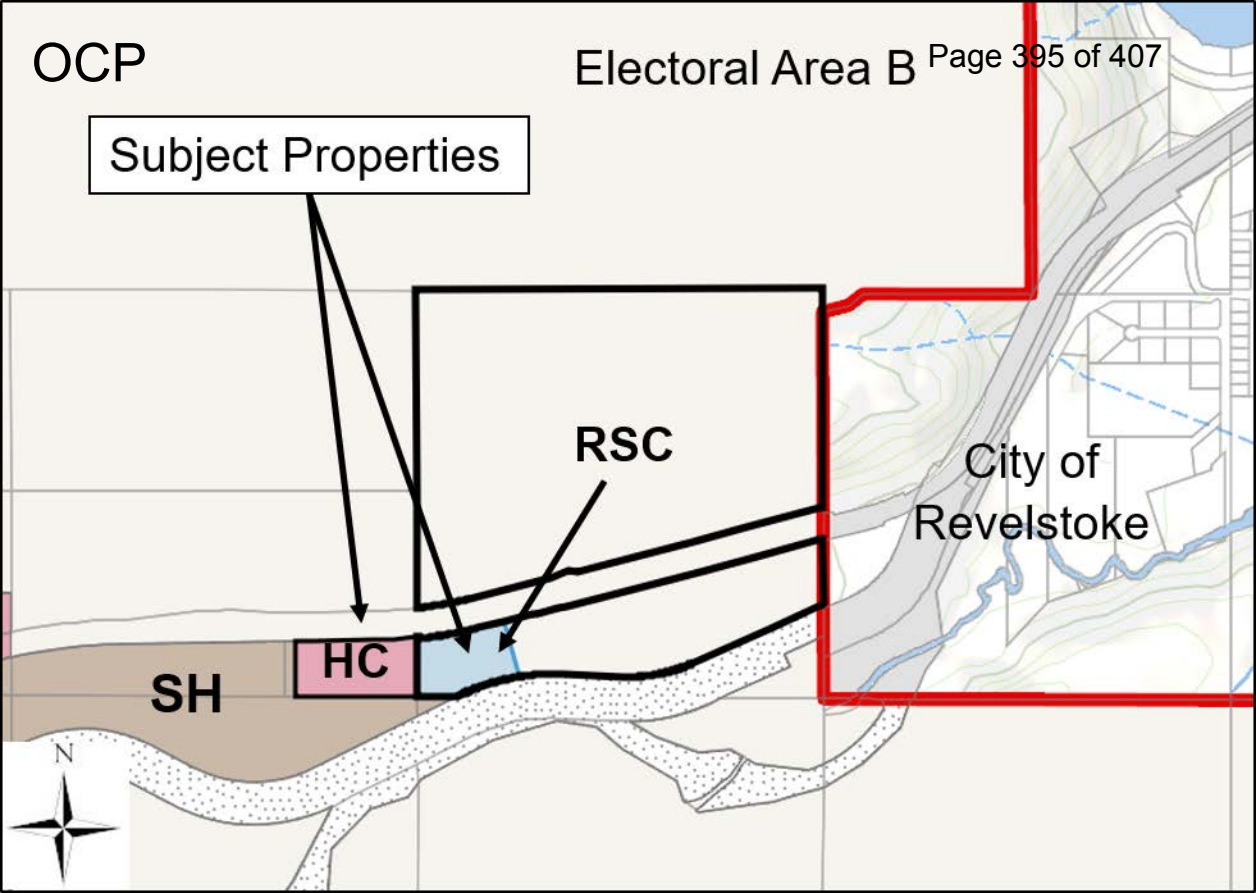 OCP
Electoral Area B
Page 395 of 407
Subject Properties
RSC
City of
Revelstoke
HC
SH
N